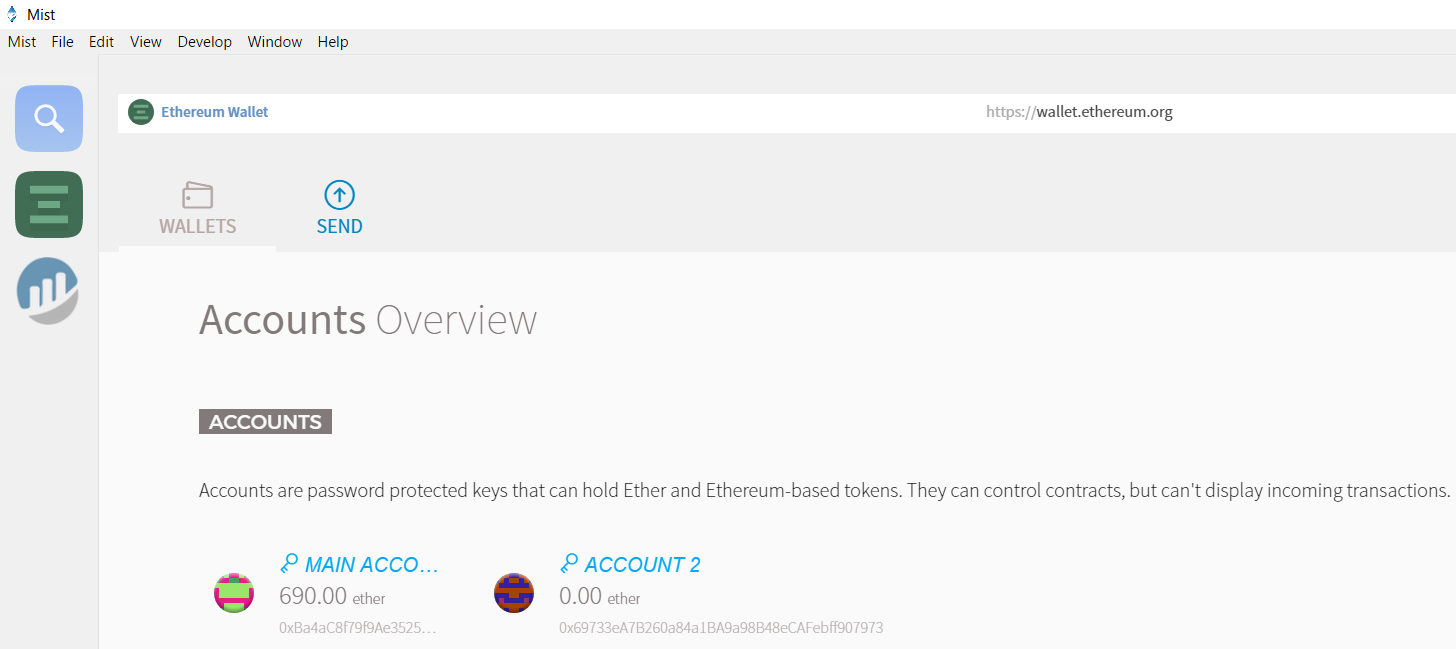 Mist
Mist File Edit View Develop Window Help
Ethereum Wallet https://wallet.ethereum.org
WALLETS SEND
Accounts Overview
ACCOUNTS
Accounts are password protected keys that can hold Ether and Ethereum-based tokens. They can control contracts, but can't display incoming transactions.
MAIN ACCO… ACCOUNT 2
690.00 ether 0.00 ether
0xBa4aC8f79f9Ae3525… 0x69733eA7B260a84a1BA9a98B48eCAFebff907973